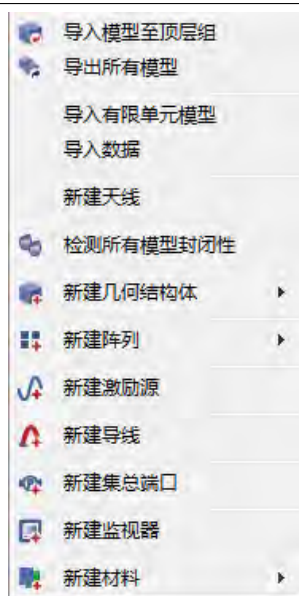 导入模型至顶层组
导出所有模型
导入有限单元模型
导入数据
新建天线
检测所有模型封闭性
新建几何结构体
新建阵列
新建激励源
新建导线
新建集总端口
新建监视器
新建材料